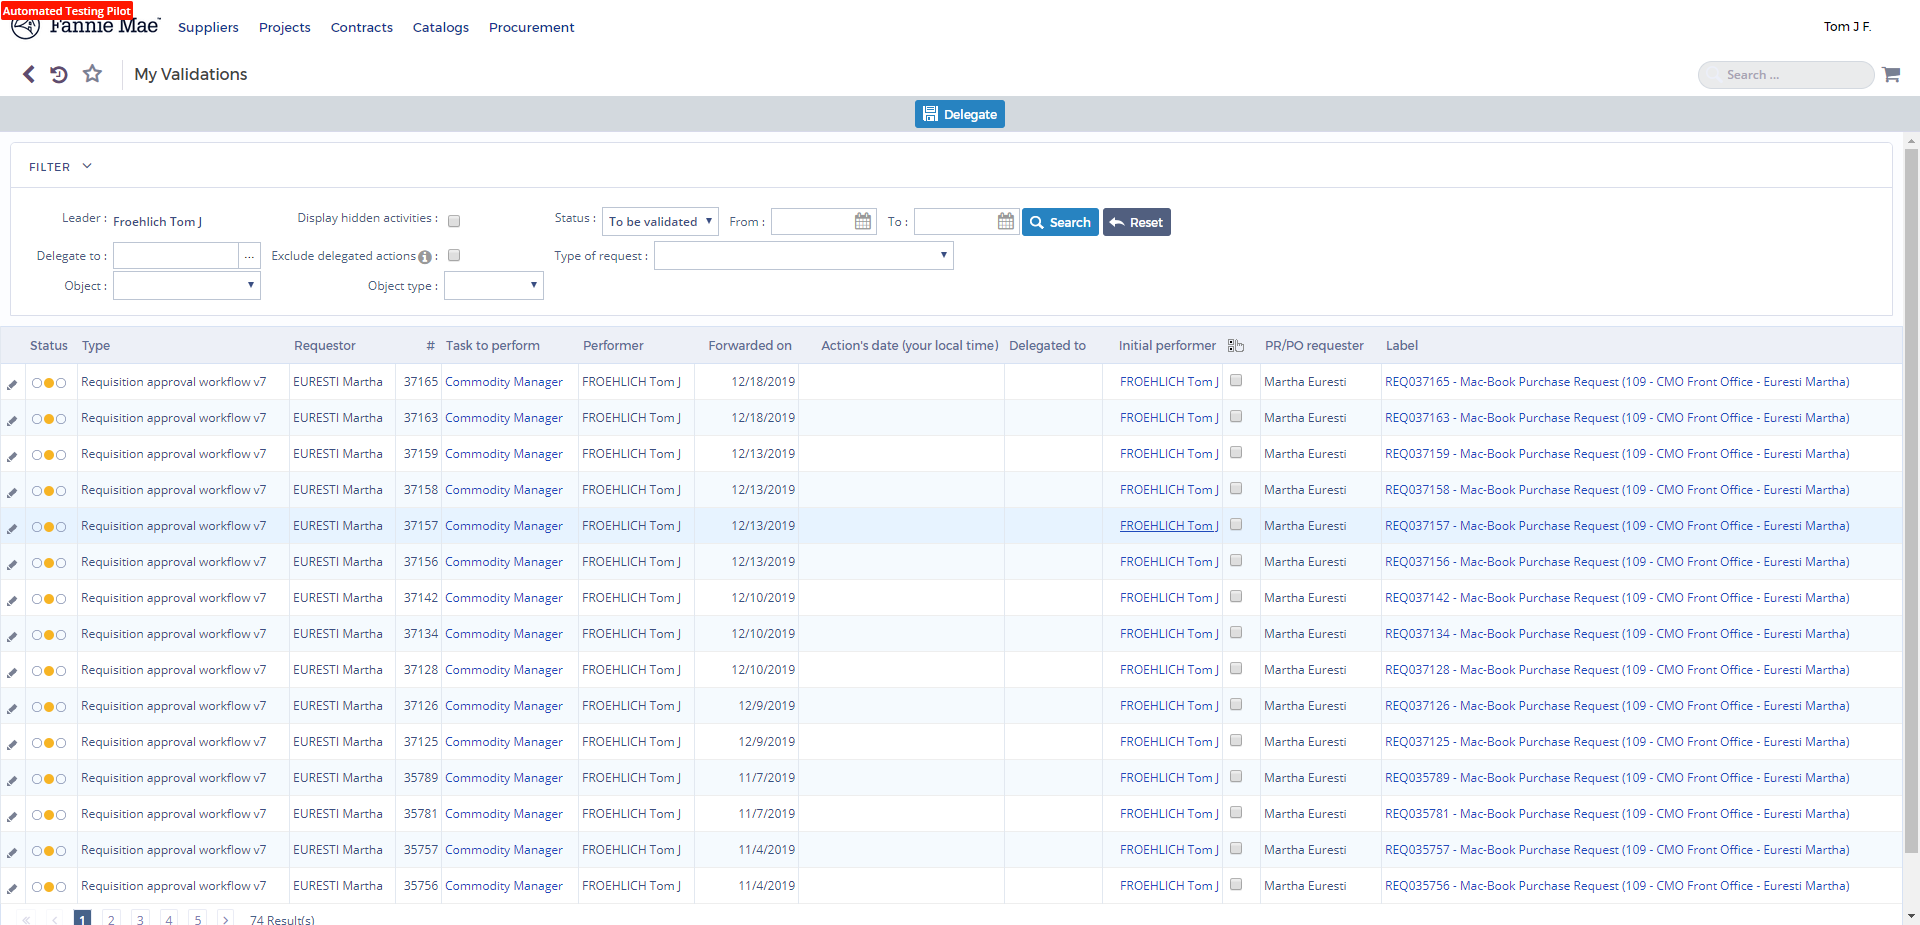 Automated Testing Pilot
Fannie Mae Suppliers Projects Contracts Catalogs Procurement Tom J F.
My Validations Search ...
Delegate
FILTER
Leader : Froehlich Tom J Display hidden activities : Status : To be validated From : To : Search Reset
Delegate to : ... Exclude delegated actions : Type of request :
Object : Object type :
Status Type Requestor # Task to perform Performer Forwarded on Action's date (your local time) Delegated to Initial performer PR/PO requester Label
Requisition approval workflow v7 EURESTI Martha 37165 Commodity Manager FROEHLICH Tom J 12/18/2019 FROEHLICH Tom J Martha Euresti REQ037165 - Mac-Book Purchase Request (109 - CMO Front Office - Euresti Martha)
Requisition approval workflow v7 EURESTI Martha 37163 Commodity Manager FROEHLICH Tom J 12/18/2019 FROEHLICH Tom J Martha Euresti REQ037163 - Mac-Book Purchase Request (109 - CMO Front Office - Euresti Martha)
Requisition approval workflow v7 EURESTI Martha 37159 Commodity Manager FROEHLICH Tom J 12/13/2019 FROEHLICH Tom J Martha Euresti REQ037159 - Mac-Book Purchase Request (109 - CMO Front Office - Euresti Martha)
Requisition approval workflow v7 EURESTI Martha 37158 Commodity Manager FROEHLICH Tom J 12/13/2019 FROEHLICH Tom J Martha Euresti REQ037158 - Mac-Book Purchase Request (109 - CMO Front Office - Euresti Martha)
Requisition approval workflow v7 EURESTI Martha 37157 Commodity Manager FROEHLICH Tom J 12/13/2019 FROEHLICH Tom J Martha Euresti REQ037157 - Mac-Book Purchase Request (109 - CMO Front Office - Euresti Martha)
Requisition approval workflow v7 EURESTI Martha 37156 Commodity Manager FROEHLICH Tom J 12/13/2019 FROEHLICH Tom J Martha Euresti REQ037156 - Mac-Book Purchase Request (109 - CMO Front Office - Euresti Martha)
Requisition approval workflow v7 EURESTI Martha 37142 Commodity Manager FROEHLICH Tom J 12/10/2019 FROEHLICH Tom J Martha Euresti REQ037142 - Mac-Book Purchase Request (109 - CMO Front Office - Euresti Martha)
Requisition approval workflow v7 EURESTI Martha 37134 Commodity Manager FROEHLICH Tom J 12/10/2019 FROEHLICH Tom J Martha Euresti REQ037134 - Mac-Book Purchase Request (109 - CMO Front Office - Euresti Martha)
Requisition approval workflow v7 EURESTI Martha 37128 Commodity Manager FROEHLICH Tom J 12/10/2019 FROEHLICH Tom J Martha Euresti REQ037128 - Mac-Book Purchase Request (109 - CMO Front Office - Euresti Martha)
Requisition approval workflow v7 EURESTI Martha 37126 Commodity Manager FROEHLICH Tom J 12/9/2019 FROEHLICH Tom J Martha Euresti REQ037126 - Mac-Book Purchase Request (109 - CMO Front Office - Euresti Martha)
Requisition approval workflow v7 EURESTI Martha 37125 Commodity Manager FROEHLICH Tom J 12/9/2019 FROEHLICH Tom J Martha Euresti REQ037125 - Mac-Book Purchase Request (109 - CMO Front Office - Euresti Martha)
Requisition approval workflow v7 EURESTI Martha 35789 Commodity Manager FROEHLICH Tom J 11/7/2019 FROEHLICH Tom J Martha Euresti REQ035789 - Mac-Book Purchase Request (109 - CMO Front Office - Euresti Martha)
Requisition approval workflow v7 EURESTI Martha 35781 Commodity Manager FROEHLICH Tom J 11/7/2019 FROEHLICH Tom J Martha Euresti REQ035781 - Mac-Book Purchase Request (109 - CMO Front Office - Euresti Martha)
Requisition approval workflow v7 EURESTI Martha 35757 Commodity Manager FROEHLICH Tom J 11/4/2019 FROEHLICH Tom J Martha Euresti REQ035757 - Mac-Book Purchase Request (109 - CMO Front Office - Euresti Martha)
Requisition approval workflow v7 EURESTI Martha 35756 Commodity Manager FROEHLICH Tom J 11/4/2019 FROEHLICH Tom J Martha Euresti REQ035756 - Mac-Book Purchase Request (109 - CMO Front Office - Euresti Martha)
1 2 3 4 5 74 Result(s)